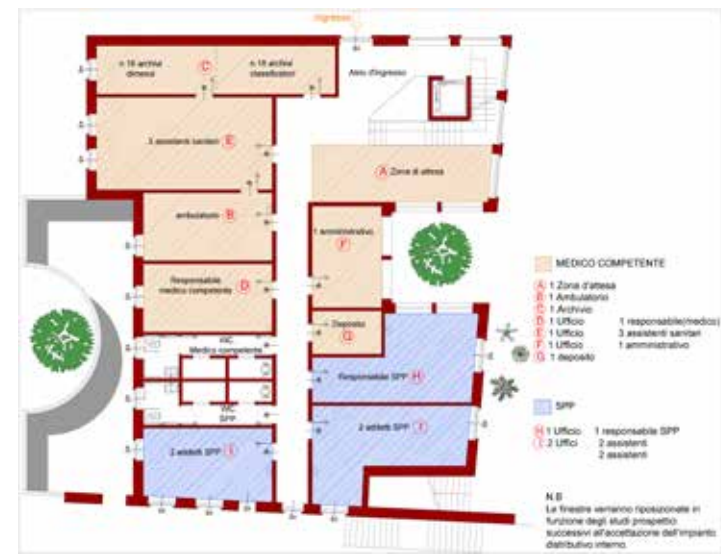 Ingresso
n.16 archivi
dimessi
C
n.16 archivi
classificatori
Atrio d'ingresso
3 assistenti sanitari E
A Zona di attesa
ambulatorio B
1 amministrativo
F
Responsabile
medico competente D
Deposito
G
WC
Medico competente
Responsabile SPP H
WC
SPP
2 addetti SPP I
2 addetti SPP I
MEDICO COMPETENTE
A 1 Zona d'attesa
B 1 Ambulatorio
C 1 Archivio
D 1 Ufficio 1 responsabile(medico)
E 1 Ufficio 3 assistenti sanitari
F 1 Ufficio 1 amministrativo
G 1 deposito
SPP
H 1 Ufficio 1 responsabile SPP
I 2 Uffici 2 assistenti
2 assistenti
N.B
Le finestre verranno riposizionate in
funzione degli studi prospettici
successivi all'accettazione dell'impianto
distributivo interno.